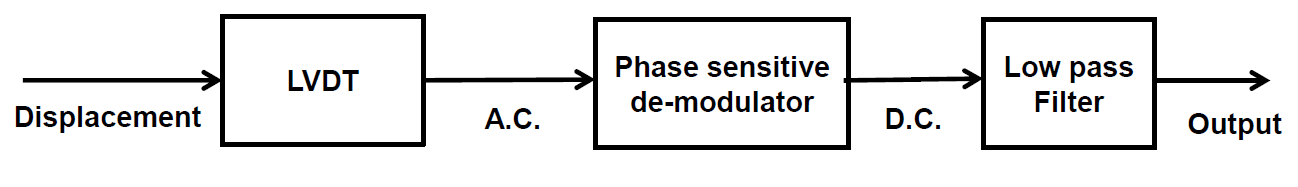 Displacement
LVDT
A.C.
Phase sensitive
de-modulator
D.C.
Low pass
Filter
Output